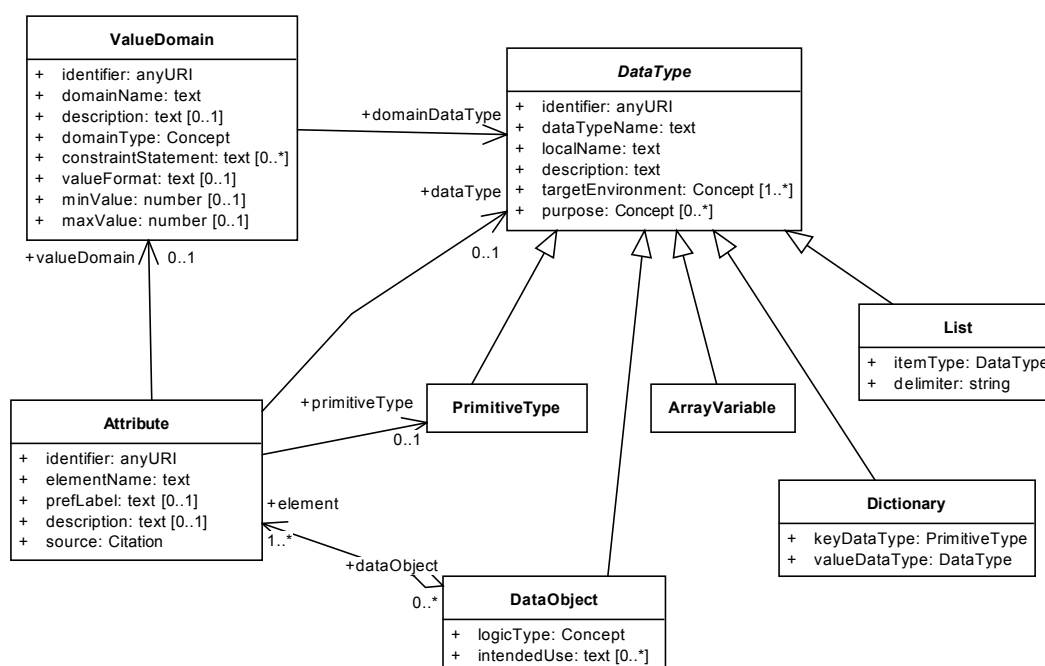 ValueDomain
+ identifier: anyURI
+ domainName: text
+ description: text [0..1]
+ domainType: Concept
+ constraintStatement: text [0..*]
+ valueFormat: text [0..1]
+ minValue: number [0..1]
+ maxValue: number [0..1]
+domainDataType
DataType
+ identifier: anyURI
+ dataTypeName: text
+ localName: text
+ description: text
+ targetEnvironment: Concept [1..*]
+ purpose: Concept [0..*]
+dataType
0..1
+valueDomain
0..1
List
+ itemType: DataType
+ delimiter: string
+primitiveType
0..1
PrimitiveType
ArrayVariable
Attribute
+ identifier: anyURI
+ elementName: text
+ prefLabel: text [0..1]
+ description: text [0..1]
+ source: Citation
+element
1..*
Dictionary
+ keyDataType: PrimitiveType
+ valueDataType: DataType
+dataObject
0..*
DataObject
+ logicType: Concept
+ intendedUse: text [0..*]